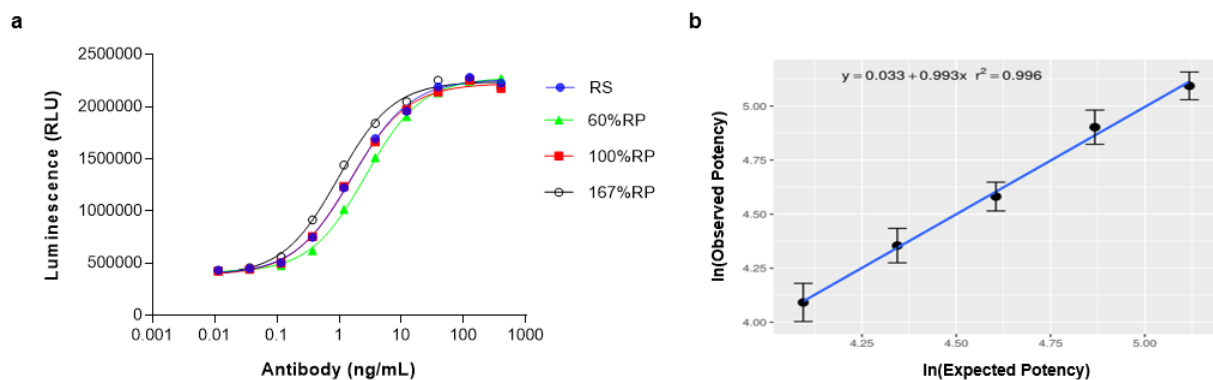 a
Luminescence (RLU)
2500000
2000000
1500000
1000000
500000
0
0.001 0.01 0.1 1 10 100 1000
Antibody (ng/mL)
RS
60%RP
100%RP
167%RP
b
y = 0.033 + 0.993x r² = 0.996
ln(Observed Potency)
5.00
4.75
4.50
4.25
4.00
4.25 4.50 4.75 5.00
ln(Expected Potency)